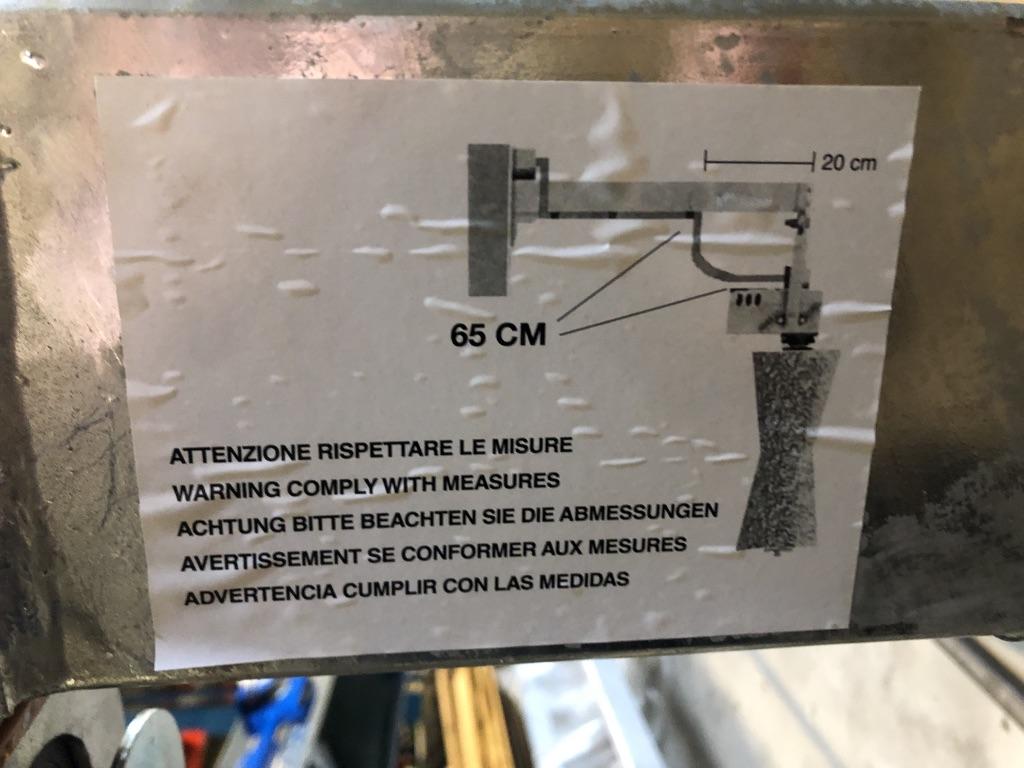 20 cm
65 CM
ATTENZIONE RISPETTARE LE MISURE
WARNING COMPLY WITH MEASURES
ACHTUNG BITTE BEACHTEN SIE DIE ABMESSUNGEN
AVERTISSEMENT SE CONFORMER AUX MESURES
ADVERTENCIA CUMPLIR CON LAS MEDIDAS